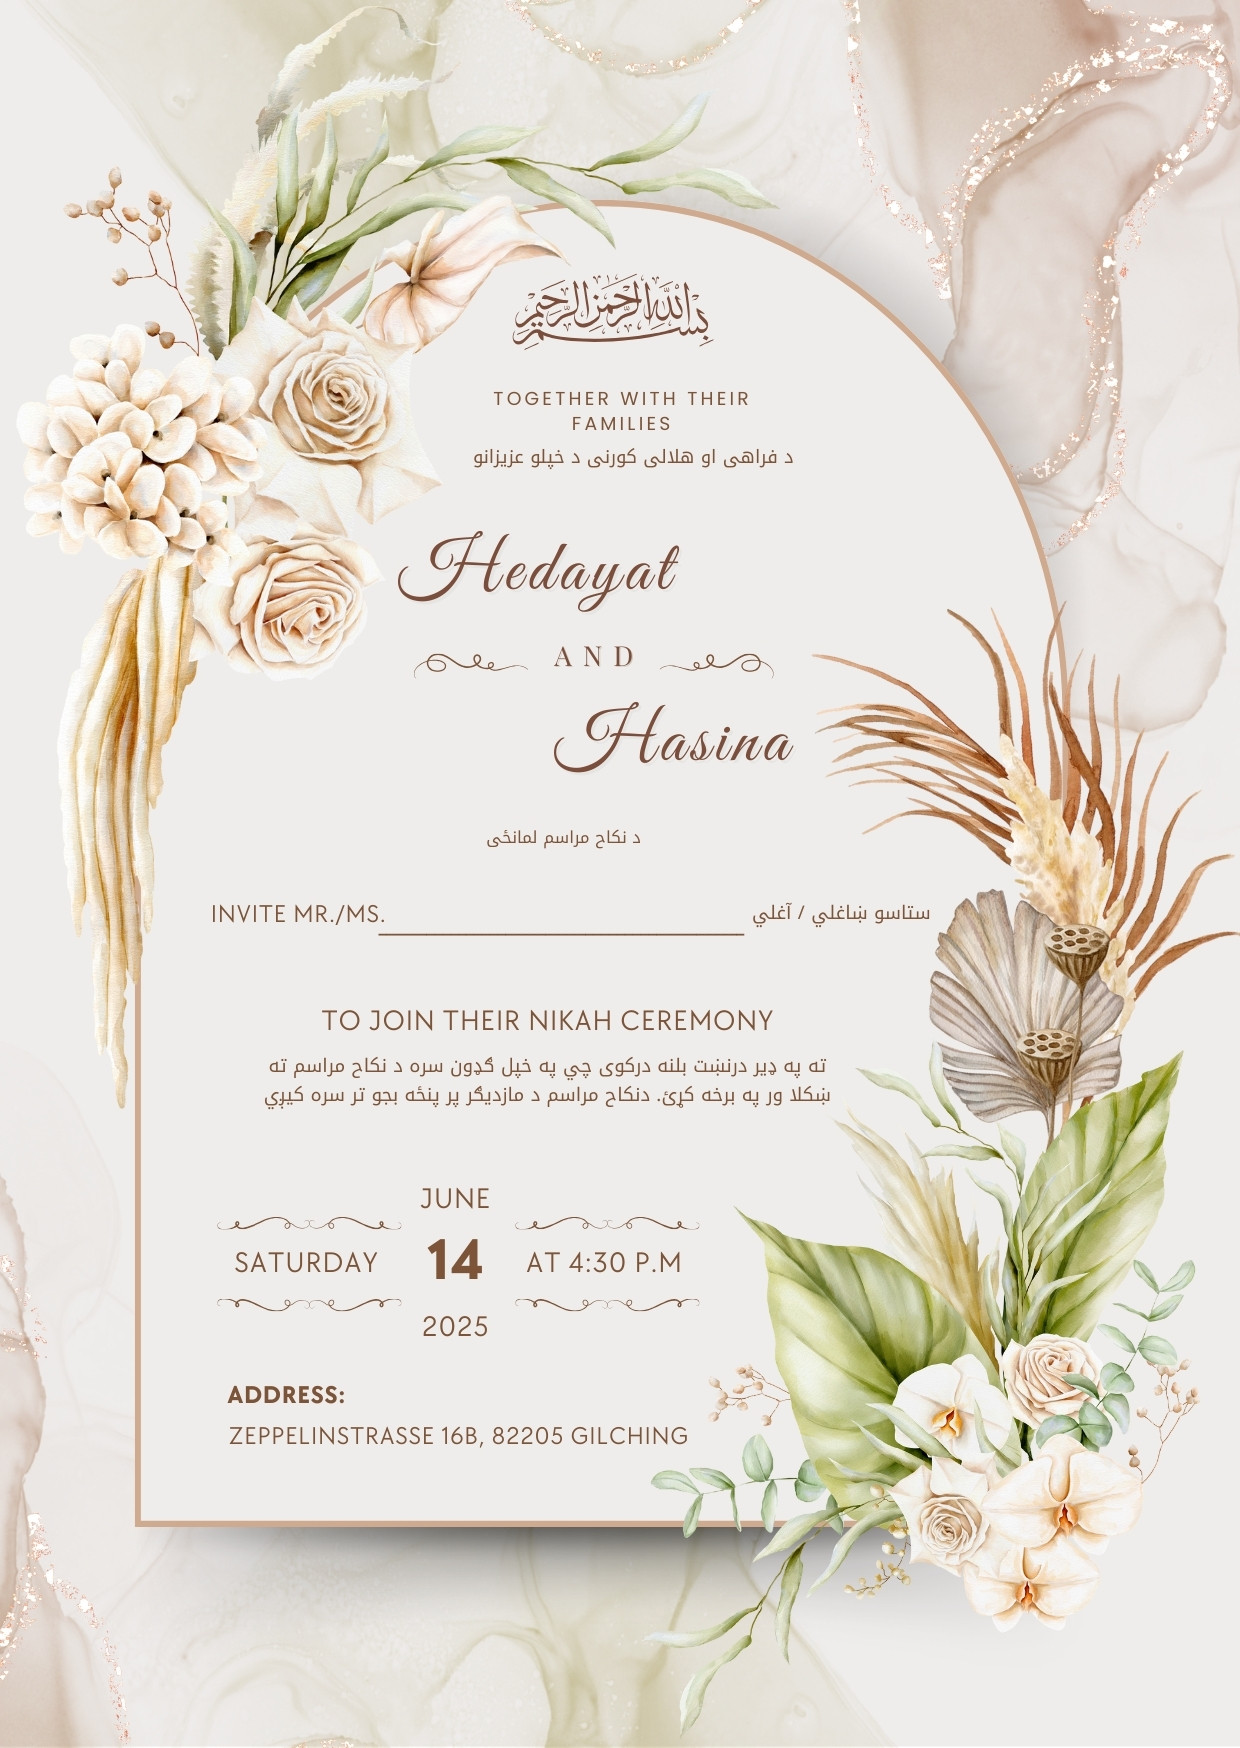 بسم الله الرحمن الرحيم
TOGETHER WITH THEIR
FAMILIES
د فراهی او هلالی کورنی د خپلو عزیزانو
Hedayat
AND
Hasina
د نکاح مراسم لمانځی
INVITE MR./MS. ستاسو ښاغلي / آغلي
TO JOIN THEIR NIKAH CEREMONY
ته په ډیر درنښت بلنه درکوی چي په خپل ګډون سره د نکاح مراسم ته
ښکلا ور په برخه کړئ. دنکاح مراسم د مازدیګر پر پنځه بجو تر سره کیږي
JUNE
SATURDAY 14 AT 4:30 P.M
2025
ADDRESS:
ZEPPELINSTRASSE 16B, 82205 GILCHING